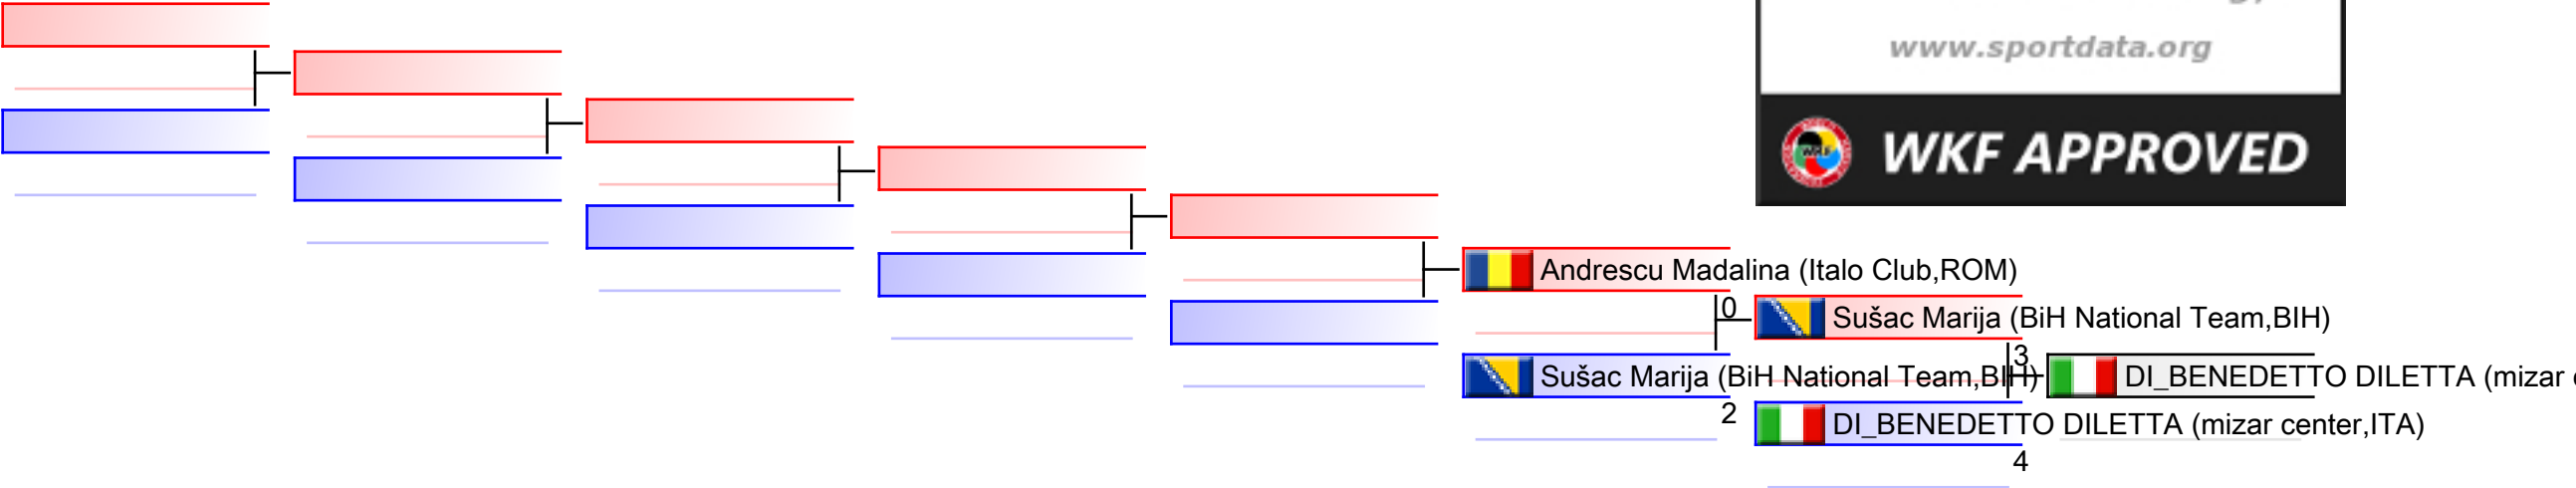 www.sportdata.org
WKF APPROVED
Andrescu Madalina (Italo Club,ROM)
0
Sušac Marija (BiH National Team,BIH)
3
Sušac Marija (BiH National Team,BIH)
DI_BENEDETTO DILETTA (mizar
2
DI_BENEDETTO DILETTA (mizar center,ITA)
4